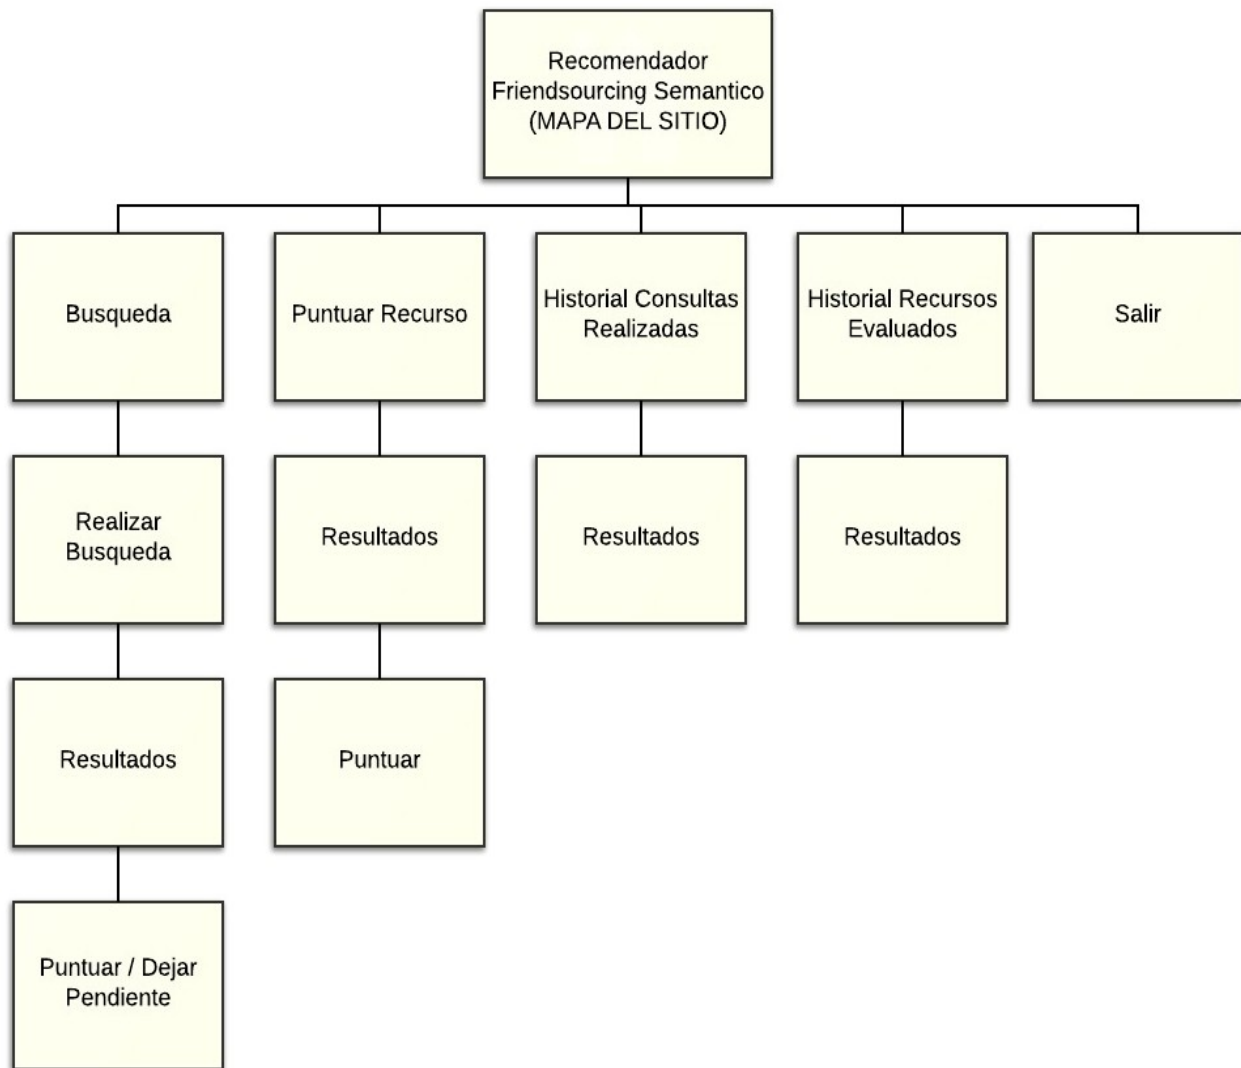 Recomendador
Friendsourcing Semantico
(MAPA DEL SITIO)
Busqueda
Puntuar Recurso
Historial Consultas
Realizadas
Historial Recursos
Evaluados
Salir
Realizar
Busqueda
Resultados
Resultados
Resultados
Resultados
Puntuar
Puntuar / Dejar
Pendiente